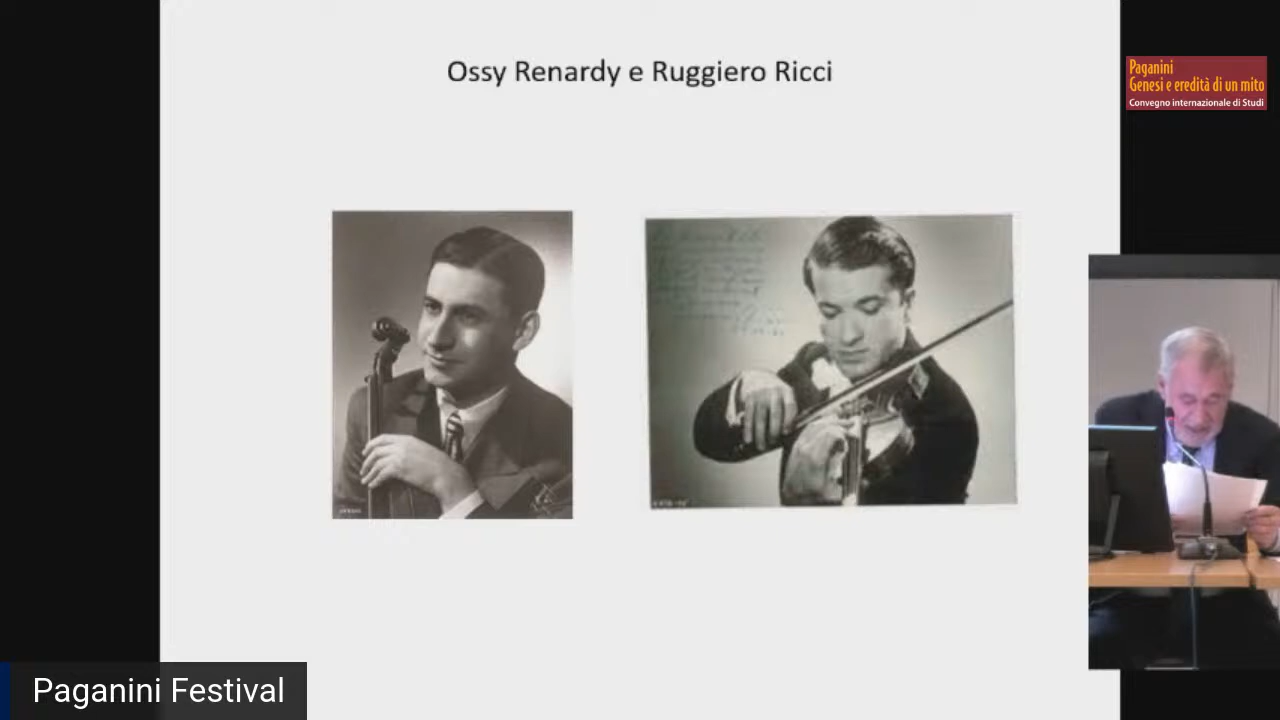 Ossy Renardy e Ruggiero Ricci
Paganini
Genesi e eredità di un mito
Convegno internazionale di Studi
Paganini Festival